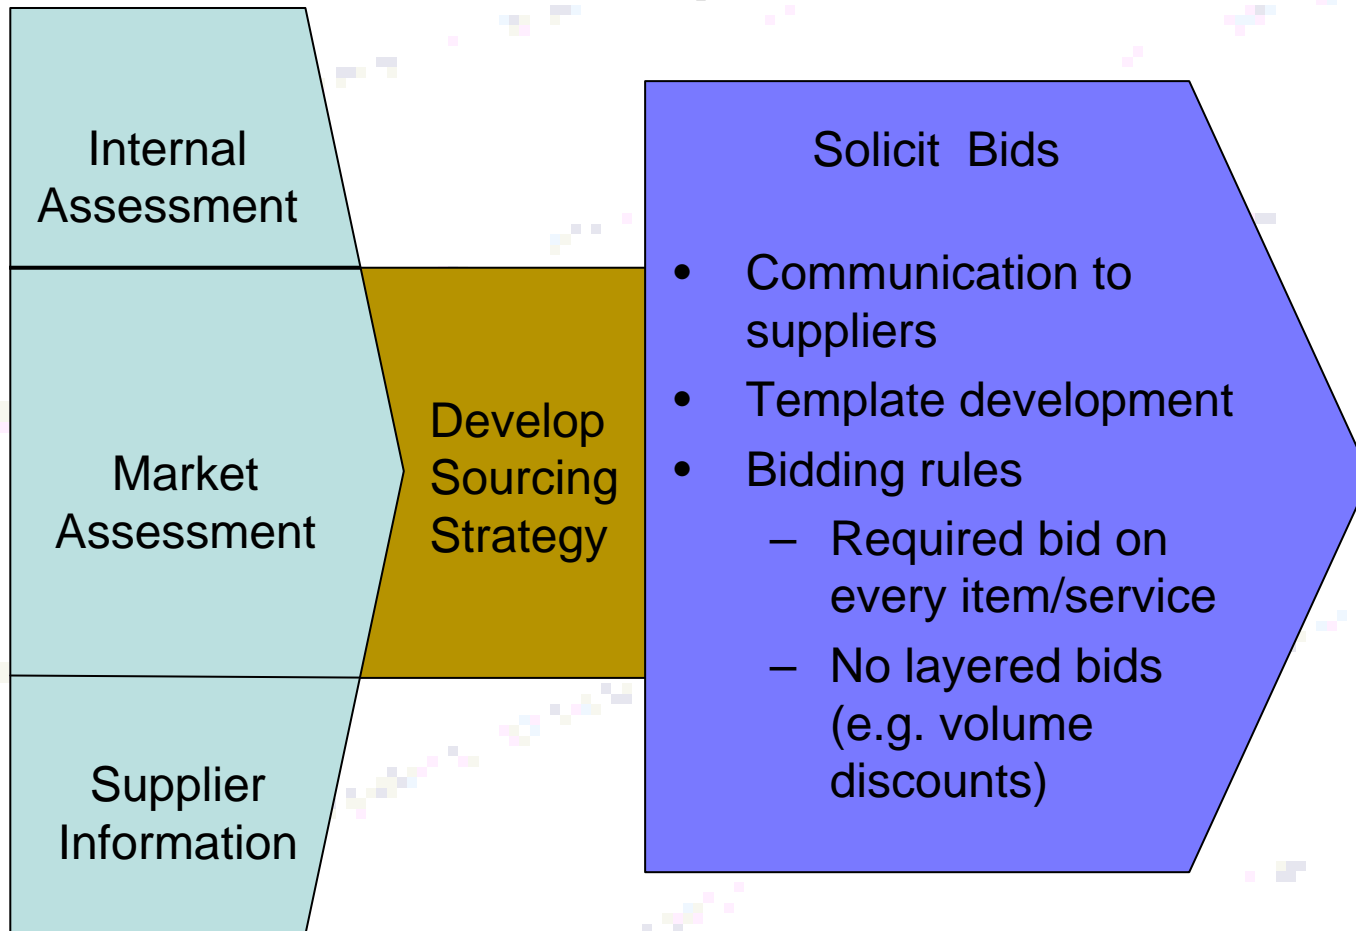 Internal
Assessment
Market
Assessment
Supplier
Information
Develop
Sourcing
Strategy
Solicit  Bids
• Communication to
suppliers
• Template development
• Bidding rules
– Required bid on
every item/service
– No layered bids
(e.g. volume
discounts)